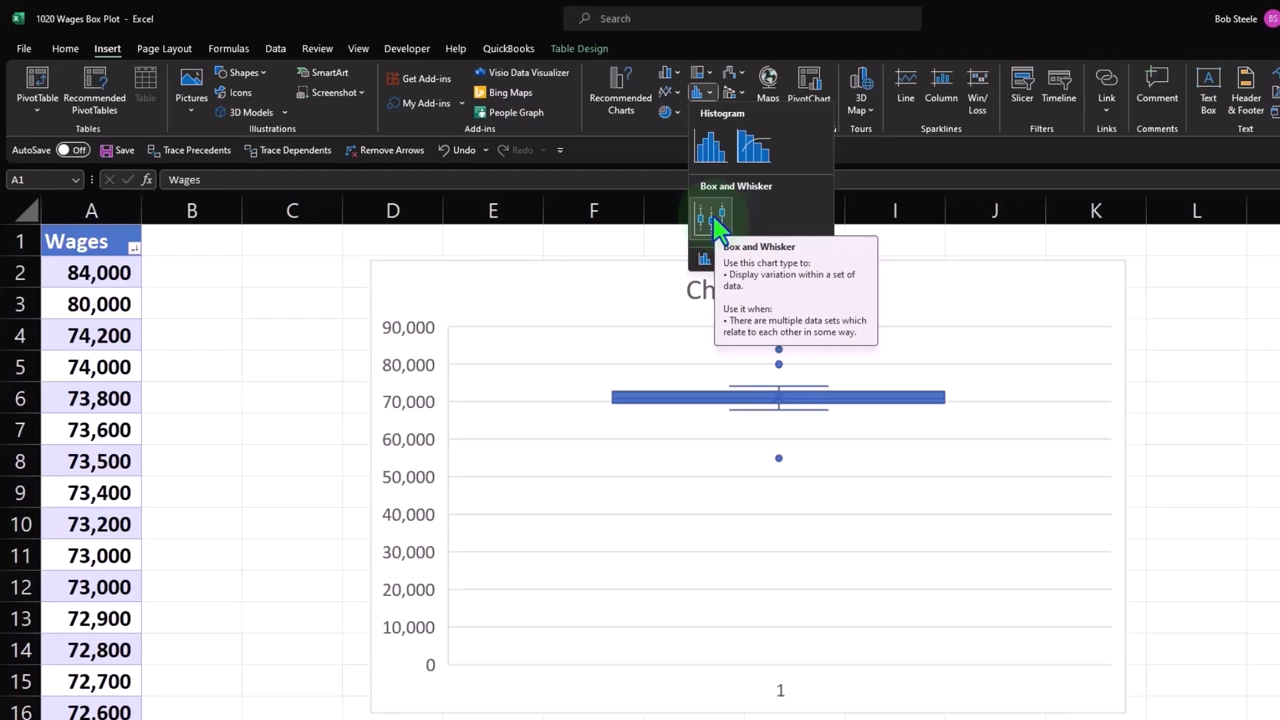 1020 Wages Box Plot - Excel
Search
Bob Steele
BS
File Home Insert Page Layout Formulas Data Review View Developer Help QuickBooks Table Design
PivotTable
Recommended PivotTables
Table
Tables
Pictures
Shapes
Icons
3D Models
SmartArt
Screenshot
Illustrations
Get Add-ins
My Add-ins
Visio Data Visualizer
Bing Maps
People Graph
Add-ins
Recommended Charts
Maps
PivotChart
3D Map
Tours
Line
Column
Win/Loss
Sparklines
Slicer
Timeline
Filters
Link
Links
Comment
Comments
Text Box
Header & Footer
Text
AutoSave Off Save Trace Precedents Trace Dependents Remove Arrows Undo Redo
A1 fx Wages
Histogram
Box and Whisker
Box and Whisker
Use this chart type to:
• Display variation within a set of
data.
Use it when:
• There are multiple data sets which
relate to each other in some way.
A B C D E F I J K L
1 Wages
2 84,000
3 80,000
4 74,200
5 74,000
6 73,800
7 73,600
8 73,500
9 73,400
10 73,200
11 73,000
12 73,000
13 72,900
14 72,800
15 72,700
16 72,600
Ch
90,000
80,000
70,000
60,000
50,000
40,000
30,000
20,000
10,000
0
1